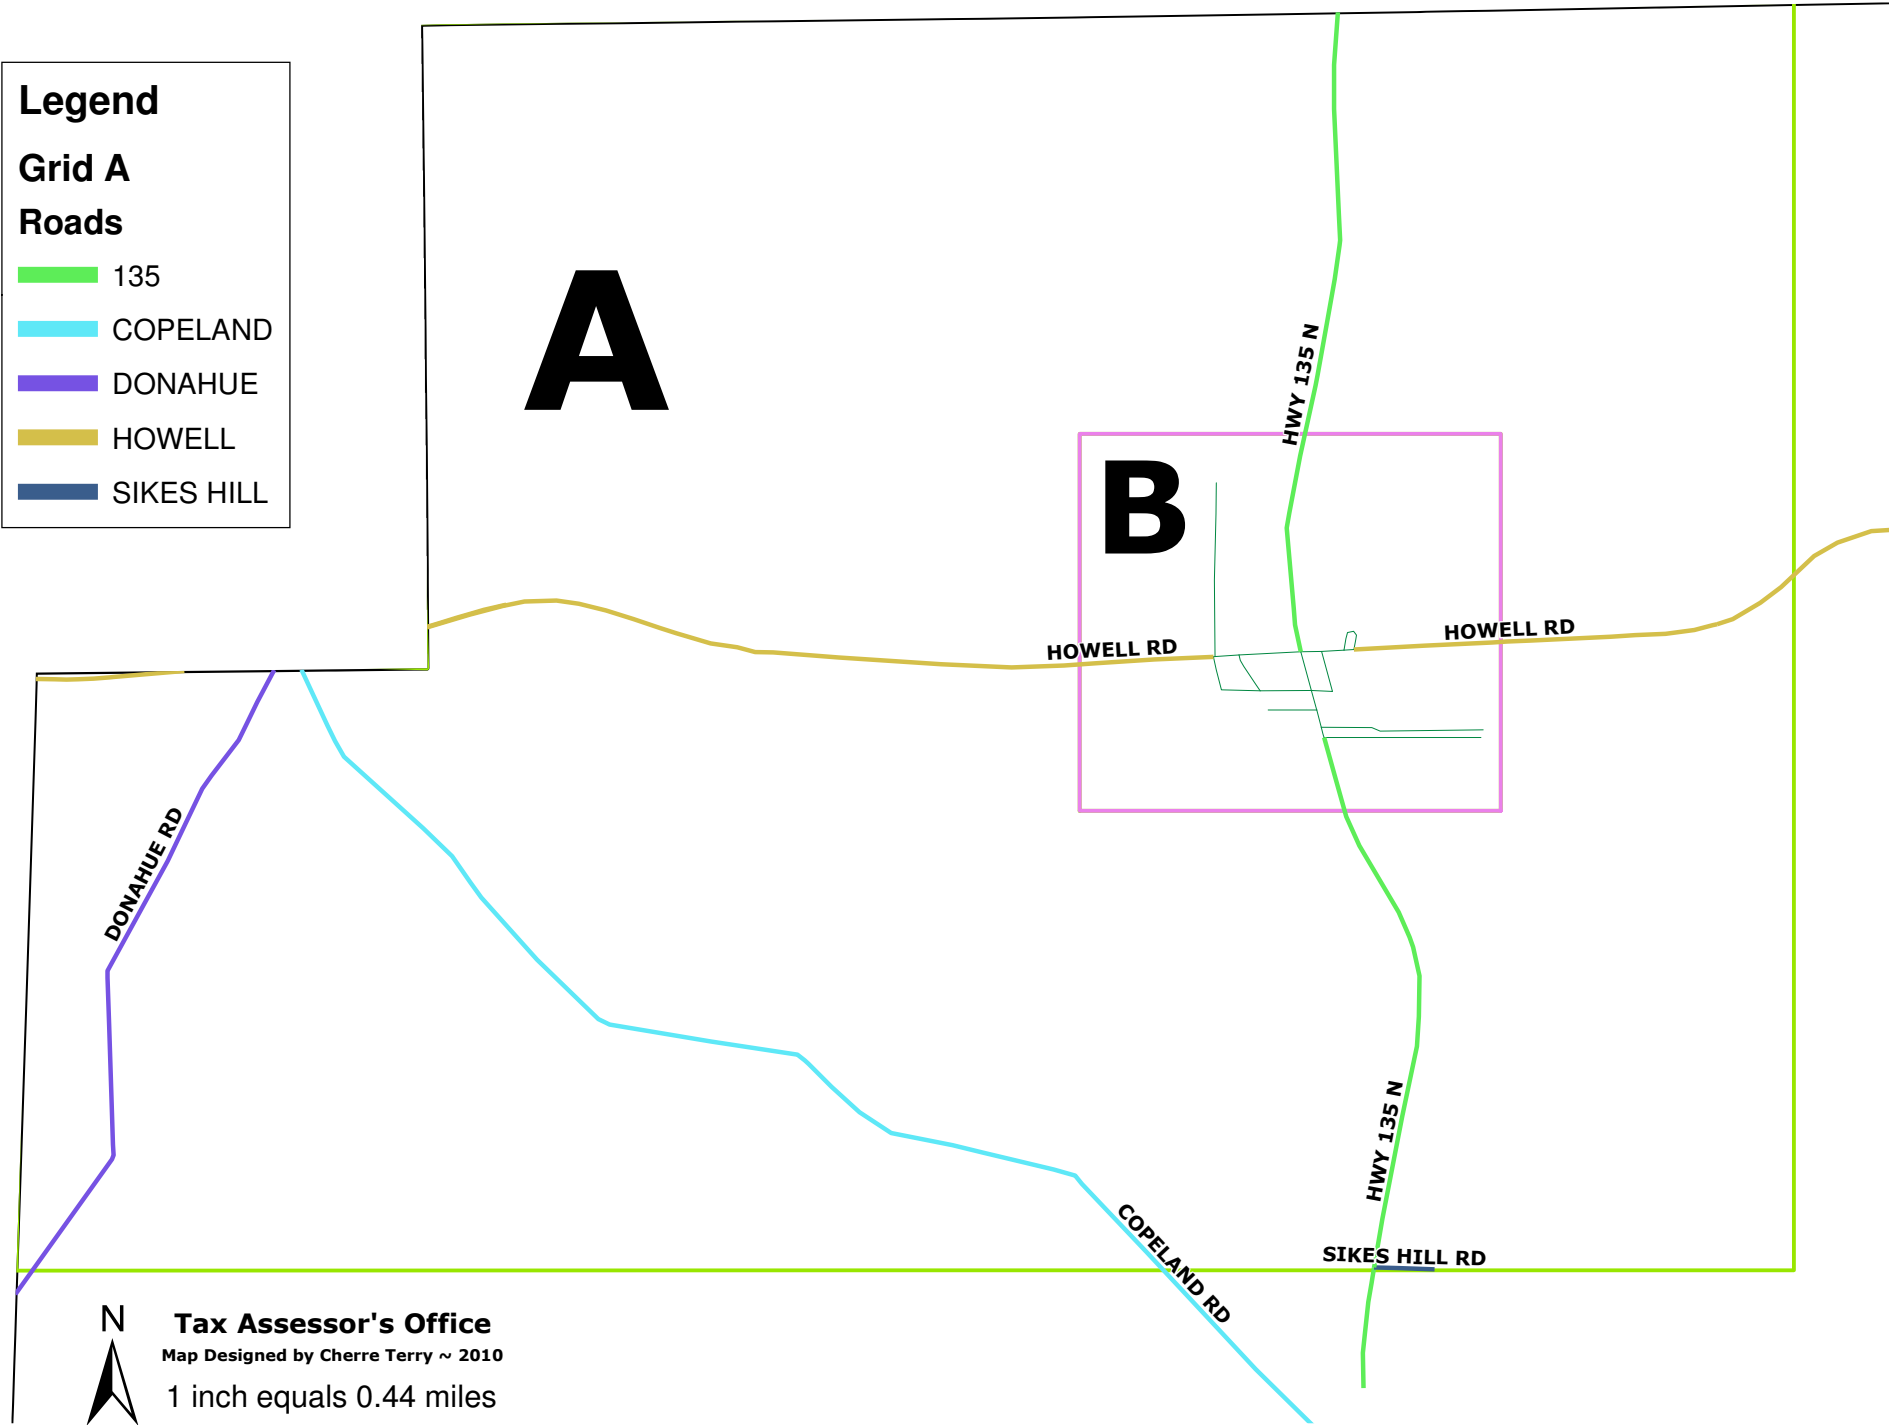 Legend
Grid A
Roads
135
COPELAND
DONAHUE
HOWELL
SIKES HILL
A
HWY 135 N
B
HOWELL RD
HOWELL RD
DONAHUE RD
HWY 135 N
COPELAND RD
SIKES HILL RD
N
Tax Assessor's Office
Map Designed by Cherre Terry ~ 2010
1 inch equals 0.44 miles